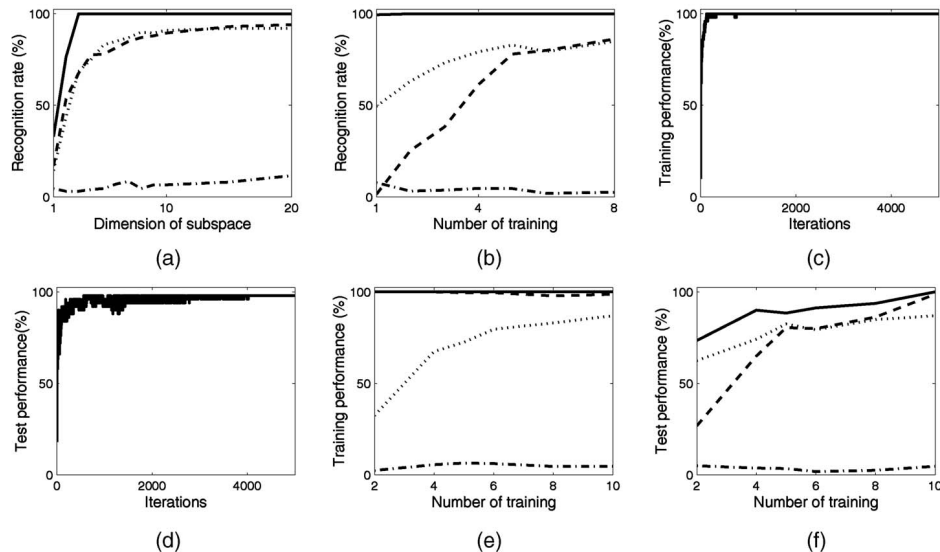 100
50
0
Recognition rate (%)
1
10
20
Dimension of subspace
(a)
100
50
0
Recognition rate (%)
1
4
8
Number of training
(b)
100
50
0
Training performance(%)
0
2000
4000
Iterations
(c)
100
50
0
Test performance(%)
0
2000
4000
Iterations
(d)
100
50
0
Training performance (%)
2
4
6
8
10
Number of training
(e)
100
50
0
Test performance (%)
2
4
6
8
10
Number of training
(f)